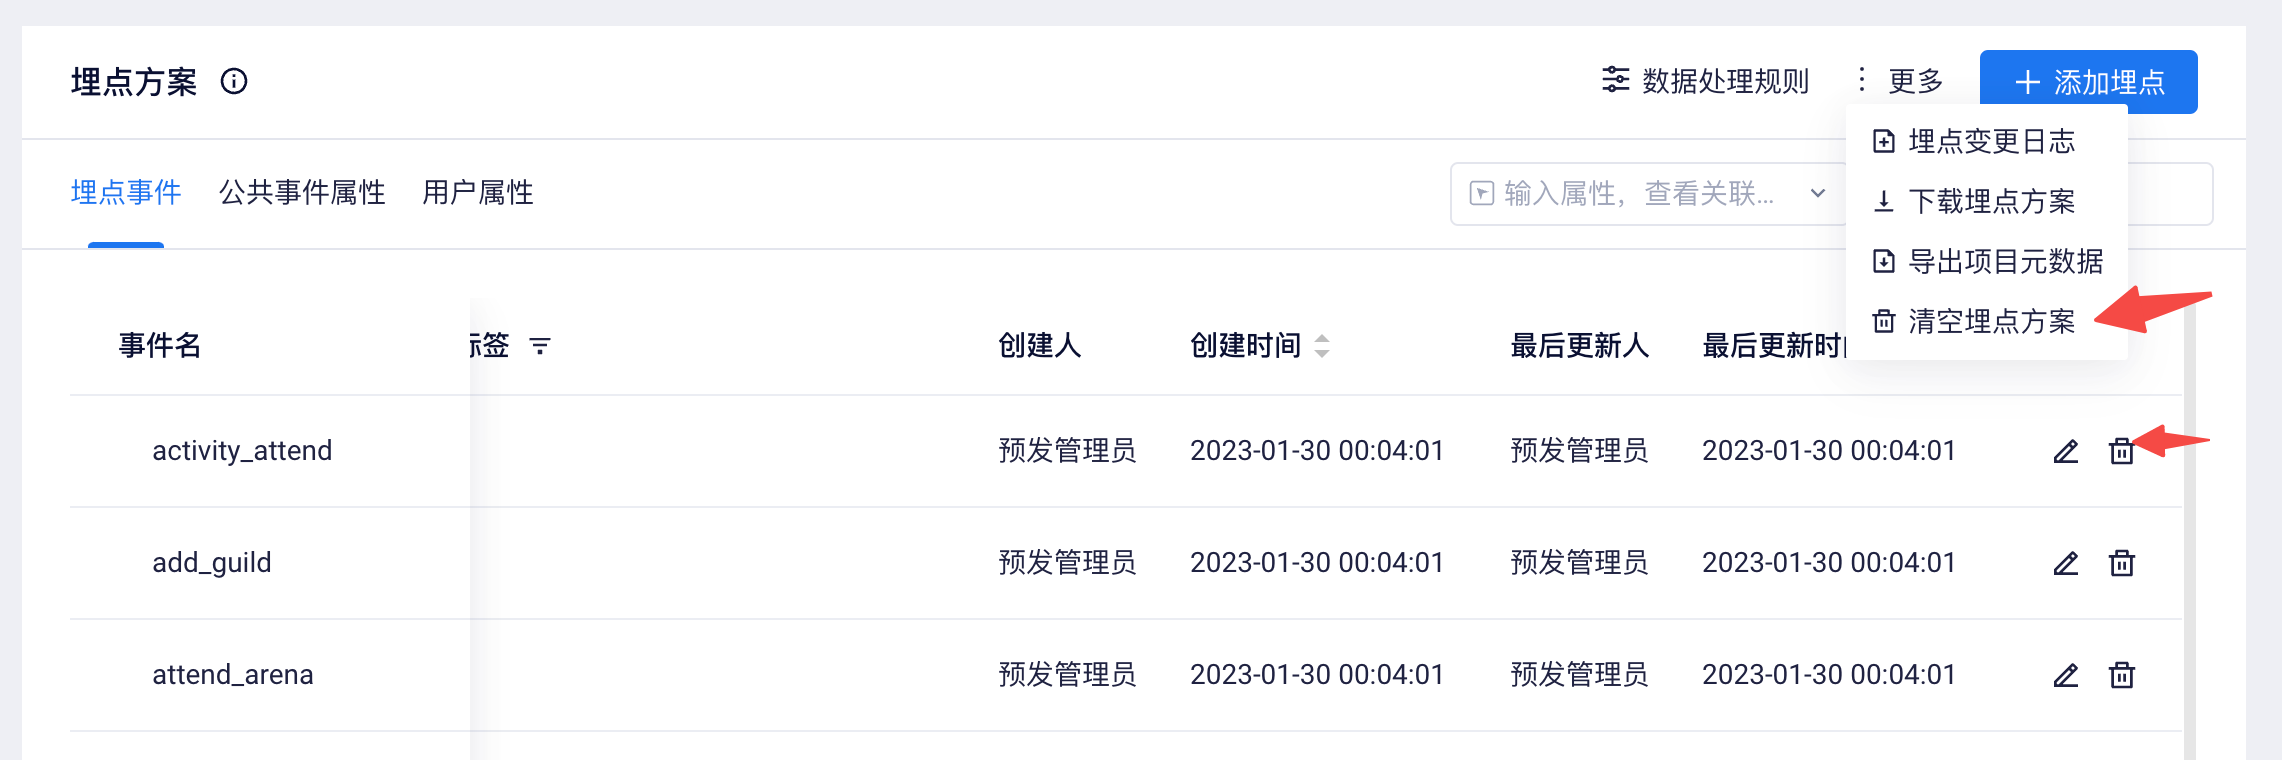 埋点方案
数据处理规则
更多
添加埋点
埋点变更日志
下载埋点方案
导出项目元数据
清空埋点方案
埋点事件 公共事件属性 用户属性
输入属性，查看关联...
事件名 签 创建人 创建时间 最后更新人 最后更新时
activity_attend 预发管理员 2023-01-30 00:04:01 预发管理员 2023-01-30 00:04:01
add_guild 预发管理员 2023-01-30 00:04:01 预发管理员 2023-01-30 00:04:01
attend_arena 预发管理员 2023-01-30 00:04:01 预发管理员 2023-01-30 00:04:01